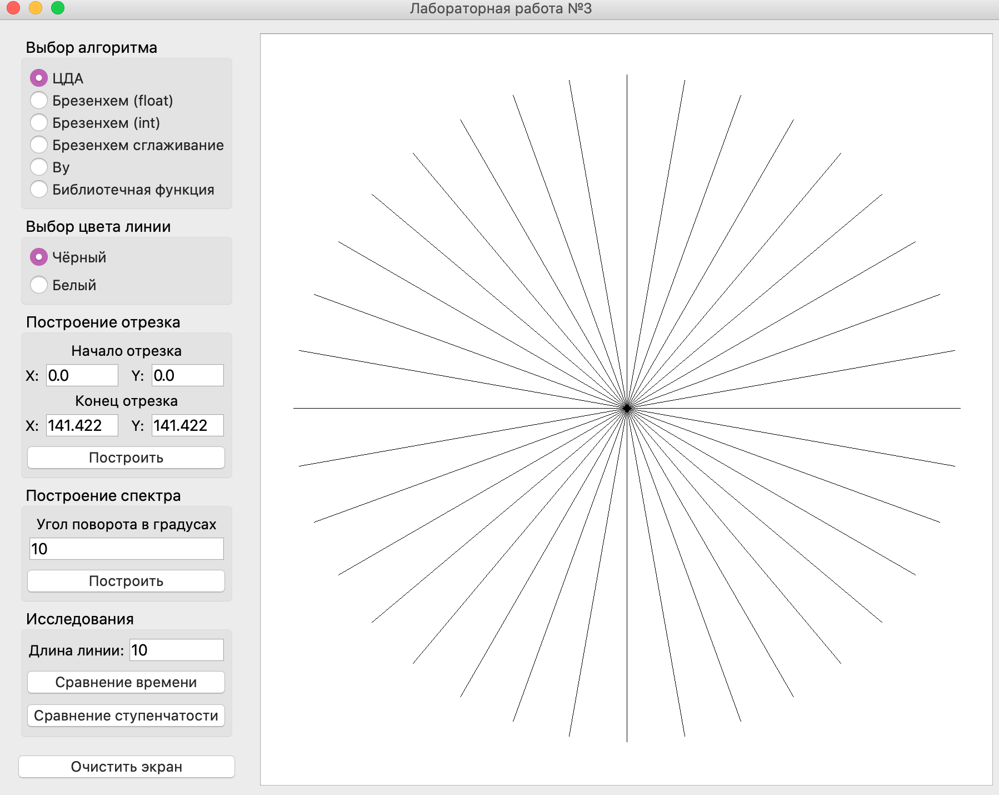 Лабораторная работа №3
Выбор алгоритма
ЦДА
Брезенхем (float)
Брезенхем (int)
Брезенхем сглаживание
Ву
Библиотечная функция
Выбор цвета линии
Чёрный
Белый
Построение отрезка
Начало отрезка
X: 0.0 Y: 0.0
Конец отрезка
X: 141.422 Y: 141.422
Построить
Построение спектра
Угол поворота в градусах
10
Построить
Исследования
Длина линии: 10
Сравнение времени
Сравнение ступенчатости
Очистить экран